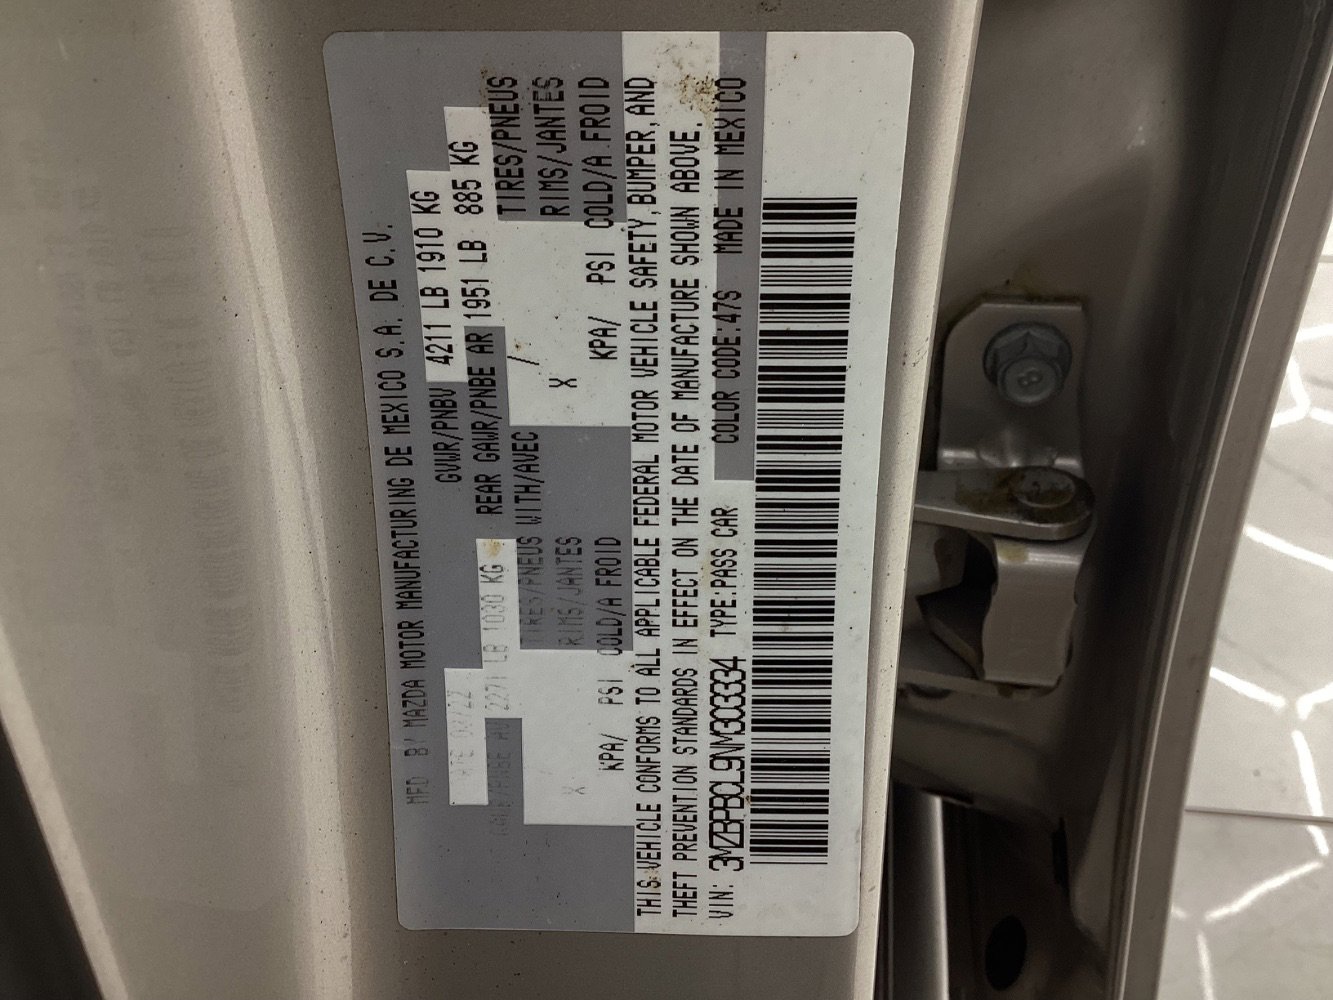 MFD BY MAZDA MOTOR MANUFACTURING DE MEXICO S.A. DE C.V.
GVWR/PNBV 4211 LB 1910 KG
2271 LB 1030 KG REAR GAWR/PNBE AR 1951 LB 885 KG
TIRES/PNEUS WITH/AVEC / TIRES/PNEUS
X RIMS/JANTES X RIMS/JANTES
KPA/ PSI COLD/A FROID KPA/ PSI COLD/A FROID
THIS VEHICLE CONFORMS TO ALL APPLICABLE FEDERAL MOTOR VEHICLE SAFETY, BUMPER, AND
THEFT PREVENTION STANDARDS IN EFFECT ON THE DATE OF MANUFACTURE SHOWN ABOVE.
VIN: 3MZBPBCL9NM303334 TYPE:PASS CAR COLOR CODE:47S MADE IN MEXICO
8